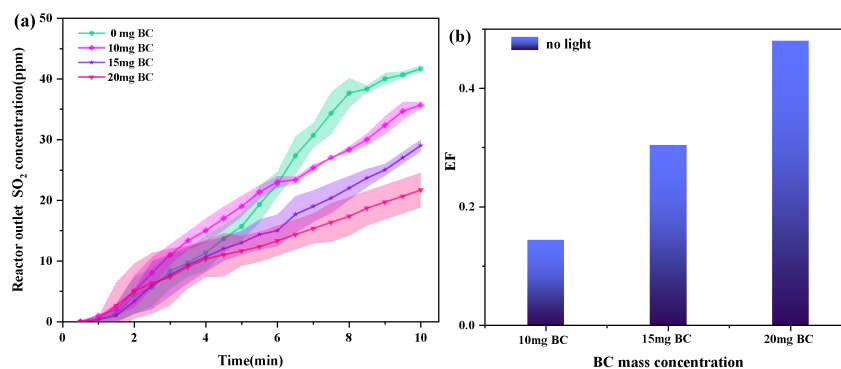 (a)
0 mg BC
10mg BC
15mg BC
20mg BC
Reactor outlet SO₂ concentration(ppm)
50
40
30
20
10
0
0 2 4 6 8 10
Time(min)
(b)
no light
EF
0.4
0.2
0.0
10mg BC 15mg BC 20mg BC
BC mass concentration